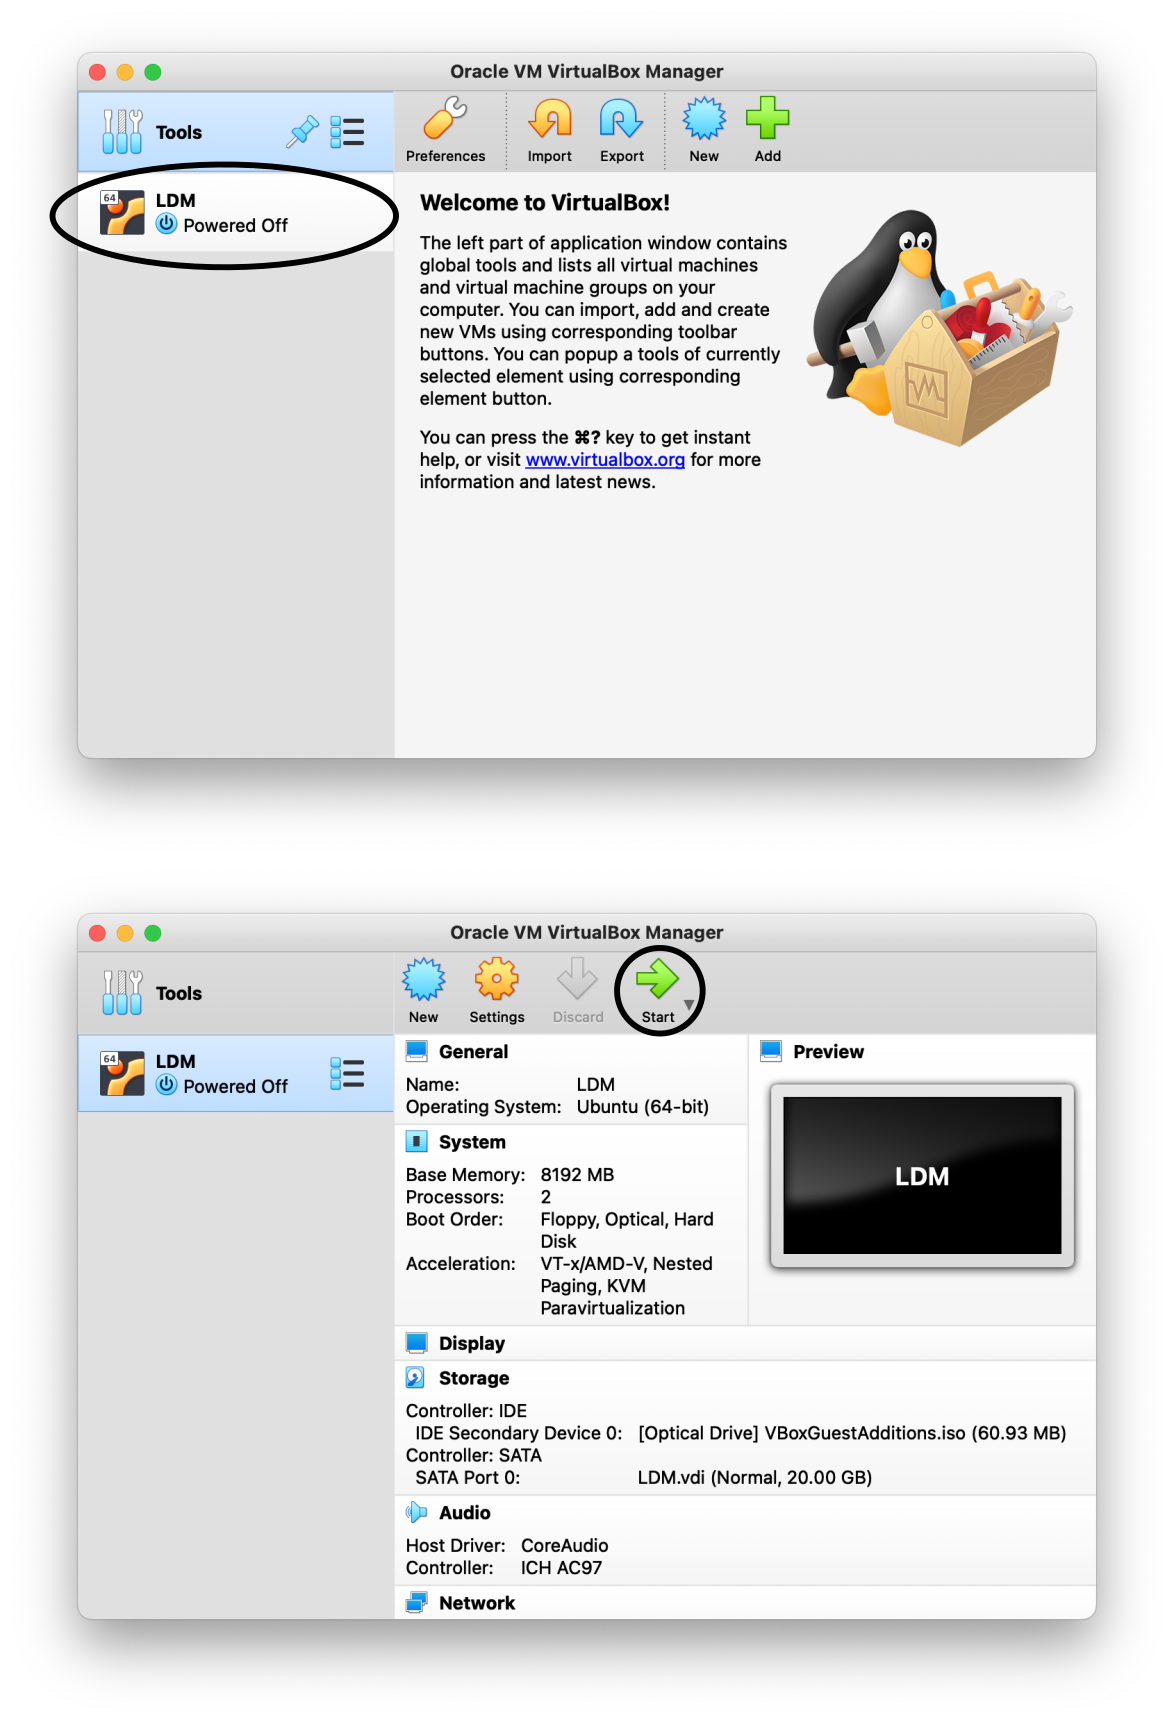 Oracle VM VirtualBox Manager
Tools
Preferences
Import
Export
New
Add
64
LDM
Powered Off
Welcome to VirtualBox!
The left part of application window contains
global tools and lists all virtual machines
and virtual machine groups on your
computer. You can import, add and create
new VMs using corresponding toolbar
buttons. You can popup a tools of currently
selected element using corresponding
element button.
You can press the ⌘? key to get instant
help, or visit www.virtualbox.org for more
information and latest news.
Oracle VM VirtualBox Manager
Tools
New
Settings
Discard
Start
64
LDM
Powered Off
General
Name: LDM
Operating System: Ubuntu (64-bit)
System
Base Memory: 8192 MB
Processors: 2
Boot Order: Floppy, Optical, Hard
Disk
Acceleration: VT-x/AMD-V, Nested
Paging, KVM
Paravirtualization
Preview
LDM
Display
Storage
Controller: IDE
IDE Secondary Device 0: [Optical Drive] VBoxGuestAdditions.iso (60.93 MB)
Controller: SATA
SATA Port 0: LDM.vdi (Normal, 20.00 GB)
Audio
Host Driver: CoreAudio
Controller: ICH AC97
Network